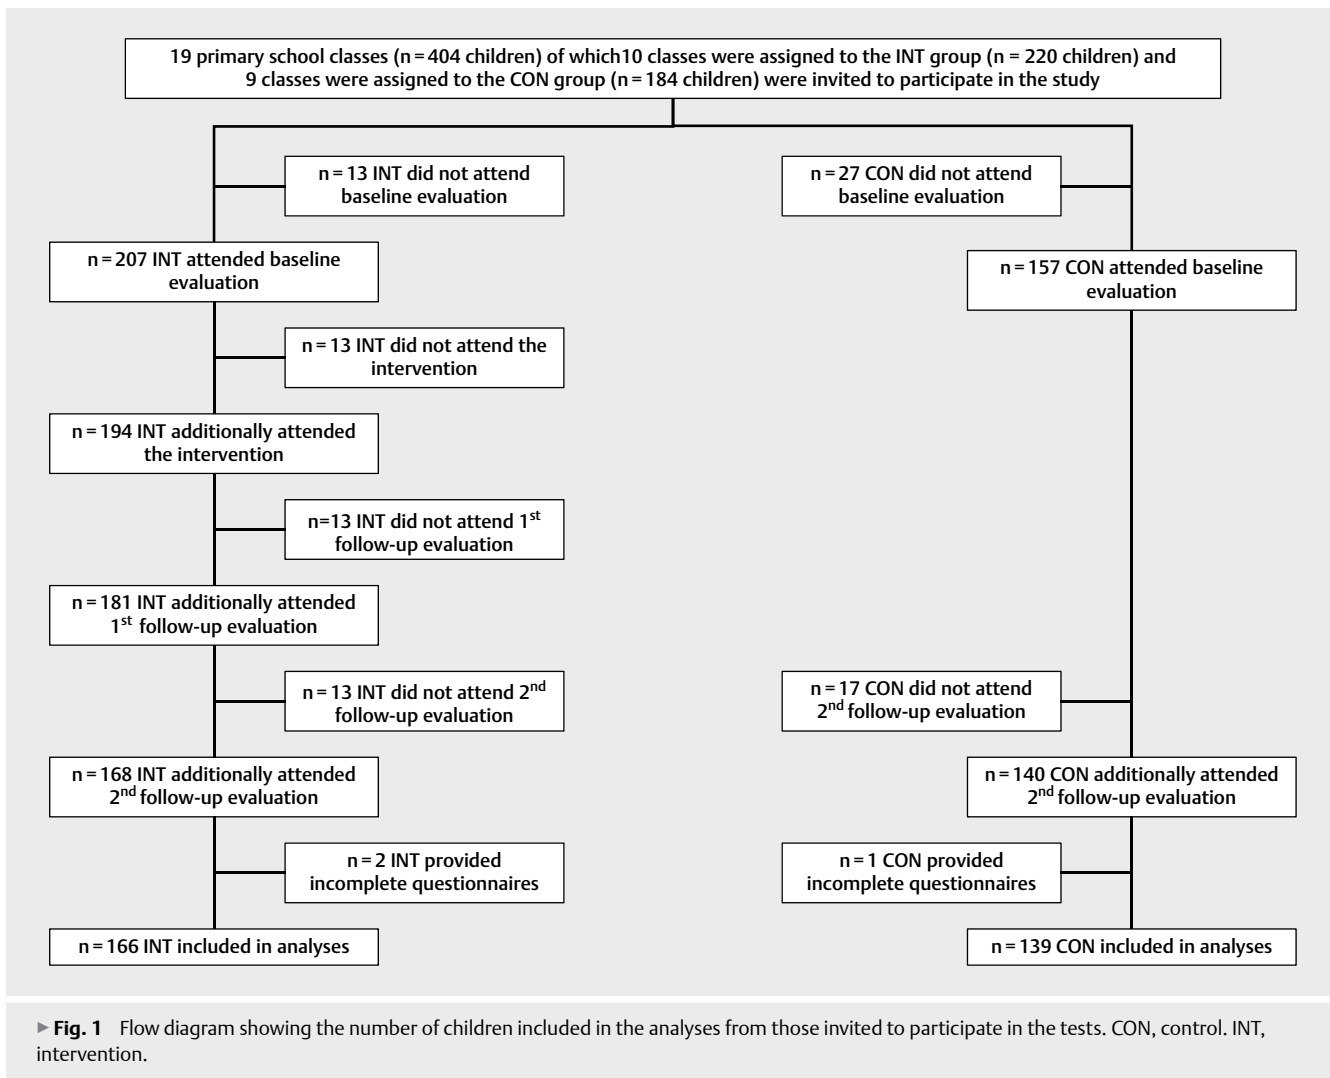 19 primary school classes (n = 404 children) of which10 classes were assigned to the INT group (n = 220 children) and
9 classes were assigned to the CON group (n = 184 children) were invited to participate in the study
n = 13 INT did not attend
baseline evaluation
n = 27 CON did not attend
baseline evaluation
n = 207 INT attended baseline
evaluation
n = 157 CON attended baseline
evaluation
n = 13 INT did not attend the
intervention
n = 194 INT additionally attended
the intervention
n=13 INT did not attend 1st
follow-up evaluation
n = 181 INT additionally attended
1st follow-up evaluation
n = 13 INT did not attend 2nd
follow-up evaluation
n = 17 CON did not attend
2nd follow-up evaluation
n = 168 INT additionally attended
2nd follow-up evaluation
n = 140 CON additionally attended
2nd follow-up evaluation
n = 2 INT provided
incomplete questionnaires
n = 1 CON provided
incomplete questionnaires
n = 166 INT included in analyses
n = 139 CON included in analyses
▶ Fig. 1 Flow diagram showing the number of children included in the analyses from those invited to participate in the tests. CON, control. INT,
intervention.